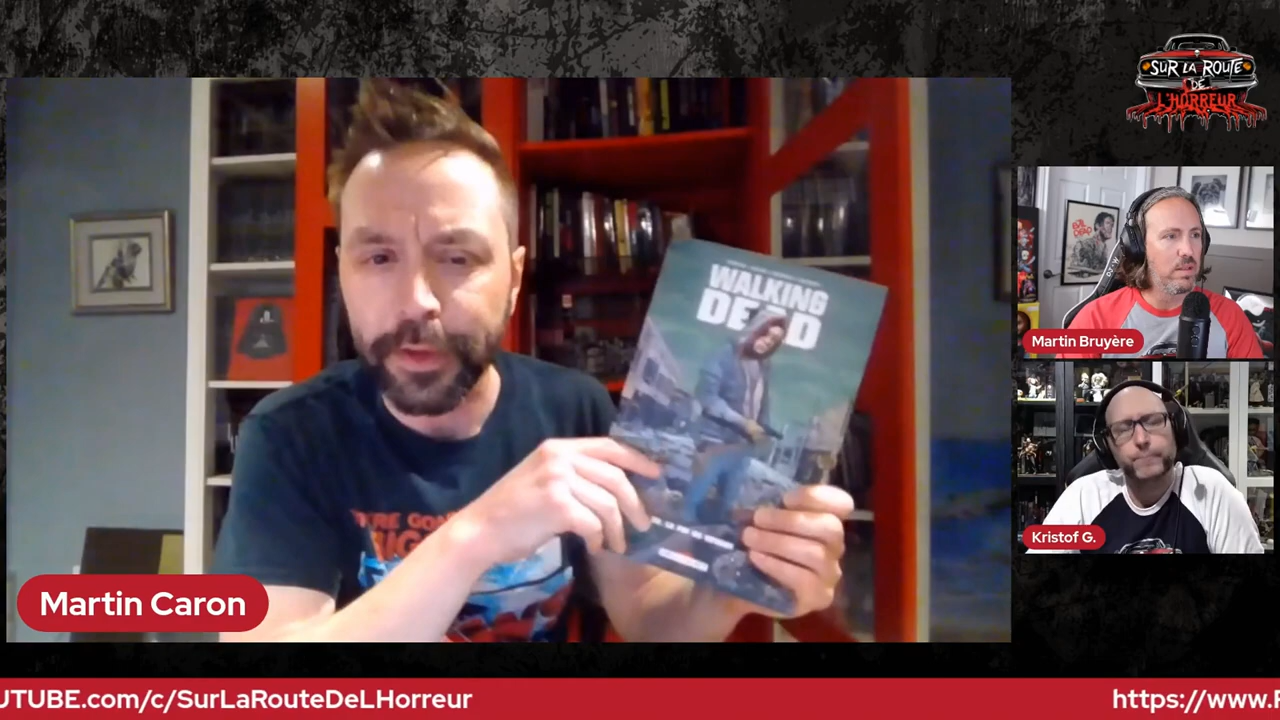 SUR LA ROUTE
DE
L'HORREUR
WALKING
DEAD
Martin Bruyère
Kristof G.
Martin Caron
UTUBE.com/c/SurLaRouteDeLHorreur
https://www.F